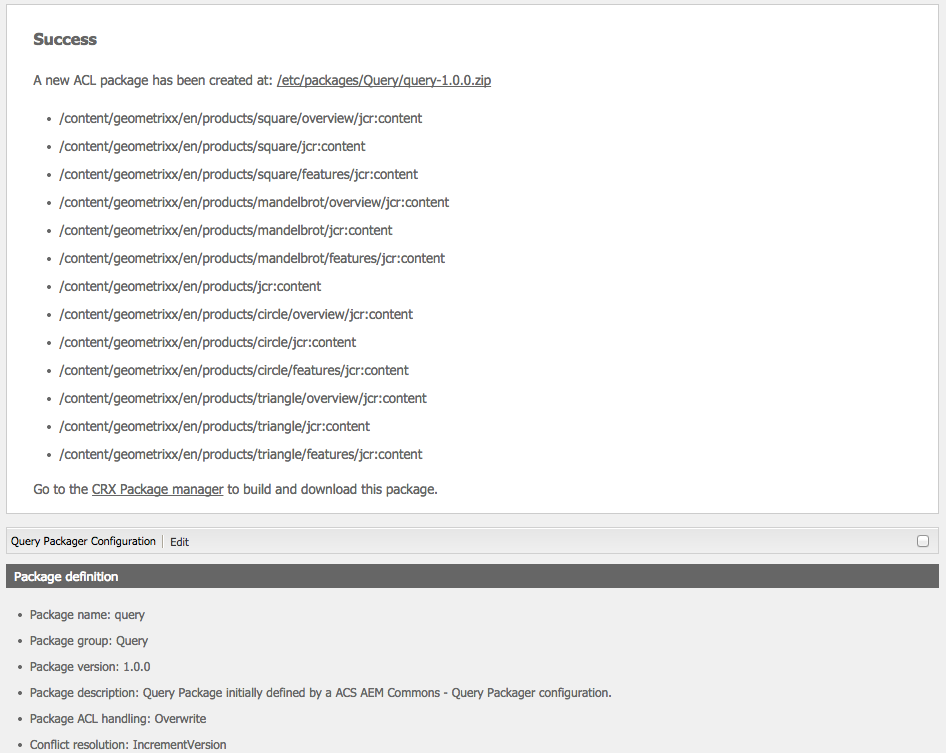 Success
A new ACL package has been created at: /etc/packages/Query/query-1.0.0.zip
• /content/geometrixx/en/products/square/overview/jcr:content
• /content/geometrixx/en/products/square/jcr:content
• /content/geometrixx/en/products/square/features/jcr:content
• /content/geometrixx/en/products/mandelbrot/overview/jcr:content
• /content/geometrixx/en/products/mandelbrot/jcr:content
• /content/geometrixx/en/products/mandelbrot/features/jcr:content
• /content/geometrixx/en/products/jcr:content
• /content/geometrixx/en/products/circle/overview/jcr:content
• /content/geometrixx/en/products/circle/jcr:content
• /content/geometrixx/en/products/circle/features/jcr:content
• /content/geometrixx/en/products/triangle/overview/jcr:content
• /content/geometrixx/en/products/triangle/jcr:content
• /content/geometrixx/en/products/triangle/features/jcr:content
Go to the CRX Package manager to build and download this package.
Query Packager Configuration | Edit
Package definition
• Package name: query
• Package group: Query
• Package version: 1.0.0
• Package description: Query Package initially defined by a ACS AEM Commons - Query Packager configuration.
• Package ACL handling: Overwrite
• Conflict resolution: IncrementVersion